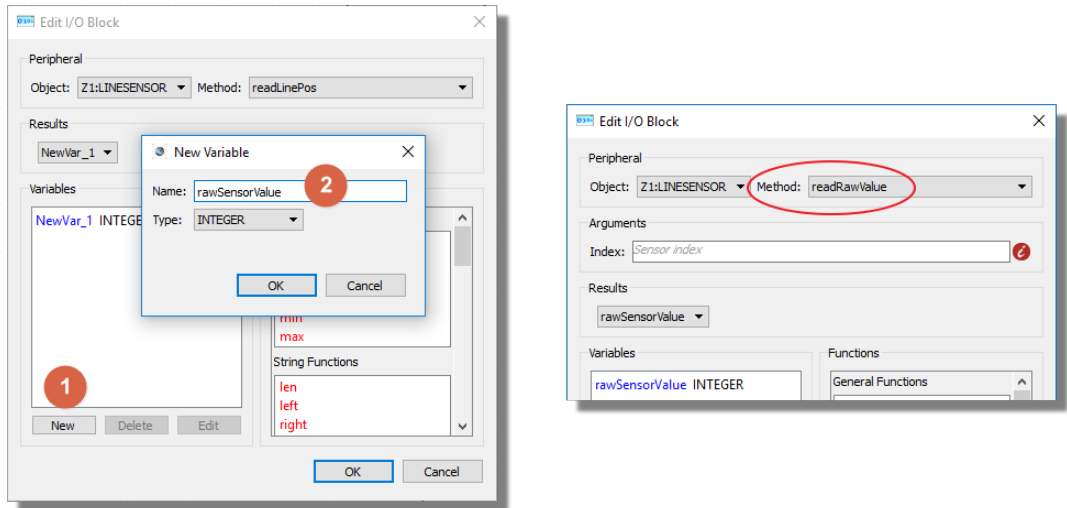 Edit I/O Block
Peripheral
Object: Z1:LINESENSOR Method: readLinePos
Results
NewVar_1
New Variable
Name: rawSensorValue
2
Type: INTEGER
OK Cancel
Variables
NewVar_1 INTEGE
min
max
String Functions
len
left
right
1
New Delete Edit
OK Cancel
Edit I/O Block
Peripheral
Object: Z1:LINESENSOR Method: readRawValue
Arguments
Index: Sensor index
Results
rawSensorValue
Variables
rawSensorValue INTEGER
Functions
General Functions